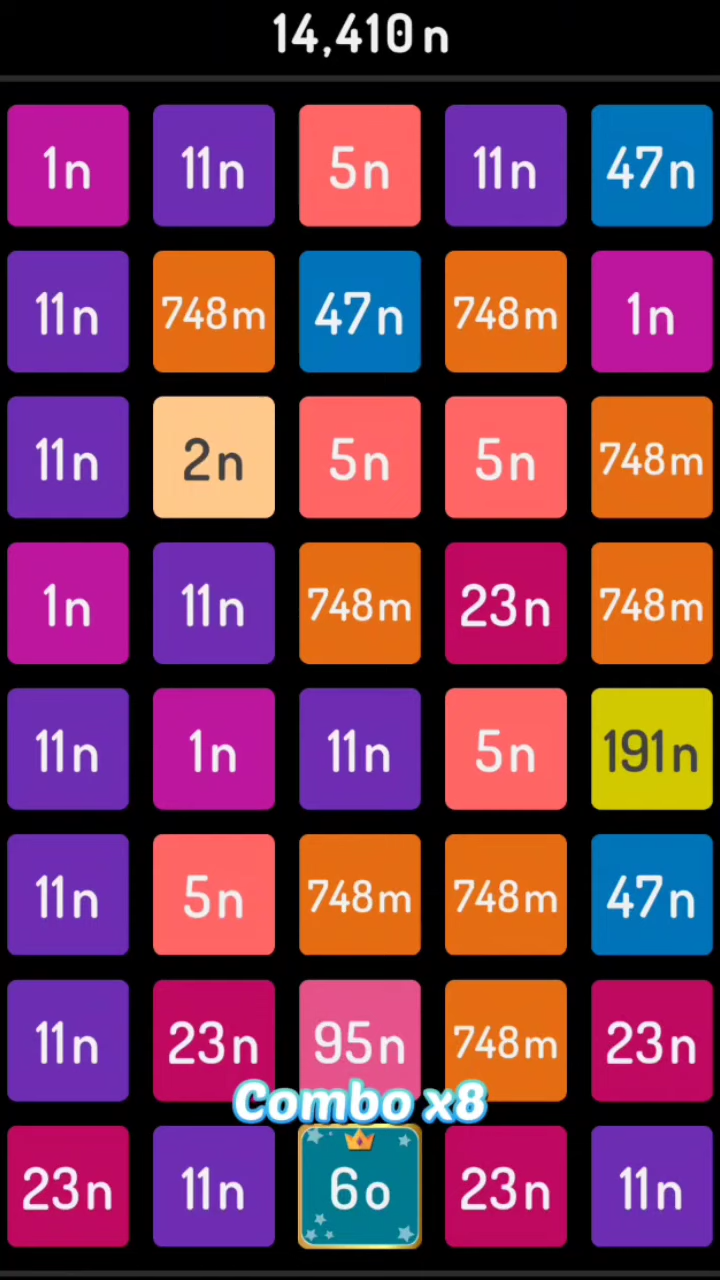 14,410n
1n 11n 5n 11n 47n
11n 748m 47n 748m 1n
11n 2n 5n 5n 748m
1n 11n 748m 23n 748m
11n 1n 11n 5n 191n
11n 5n 748m 748m 47n
11n 23n 95n 748m 23n
Combo x8
23n 11n 6o 23n 11n